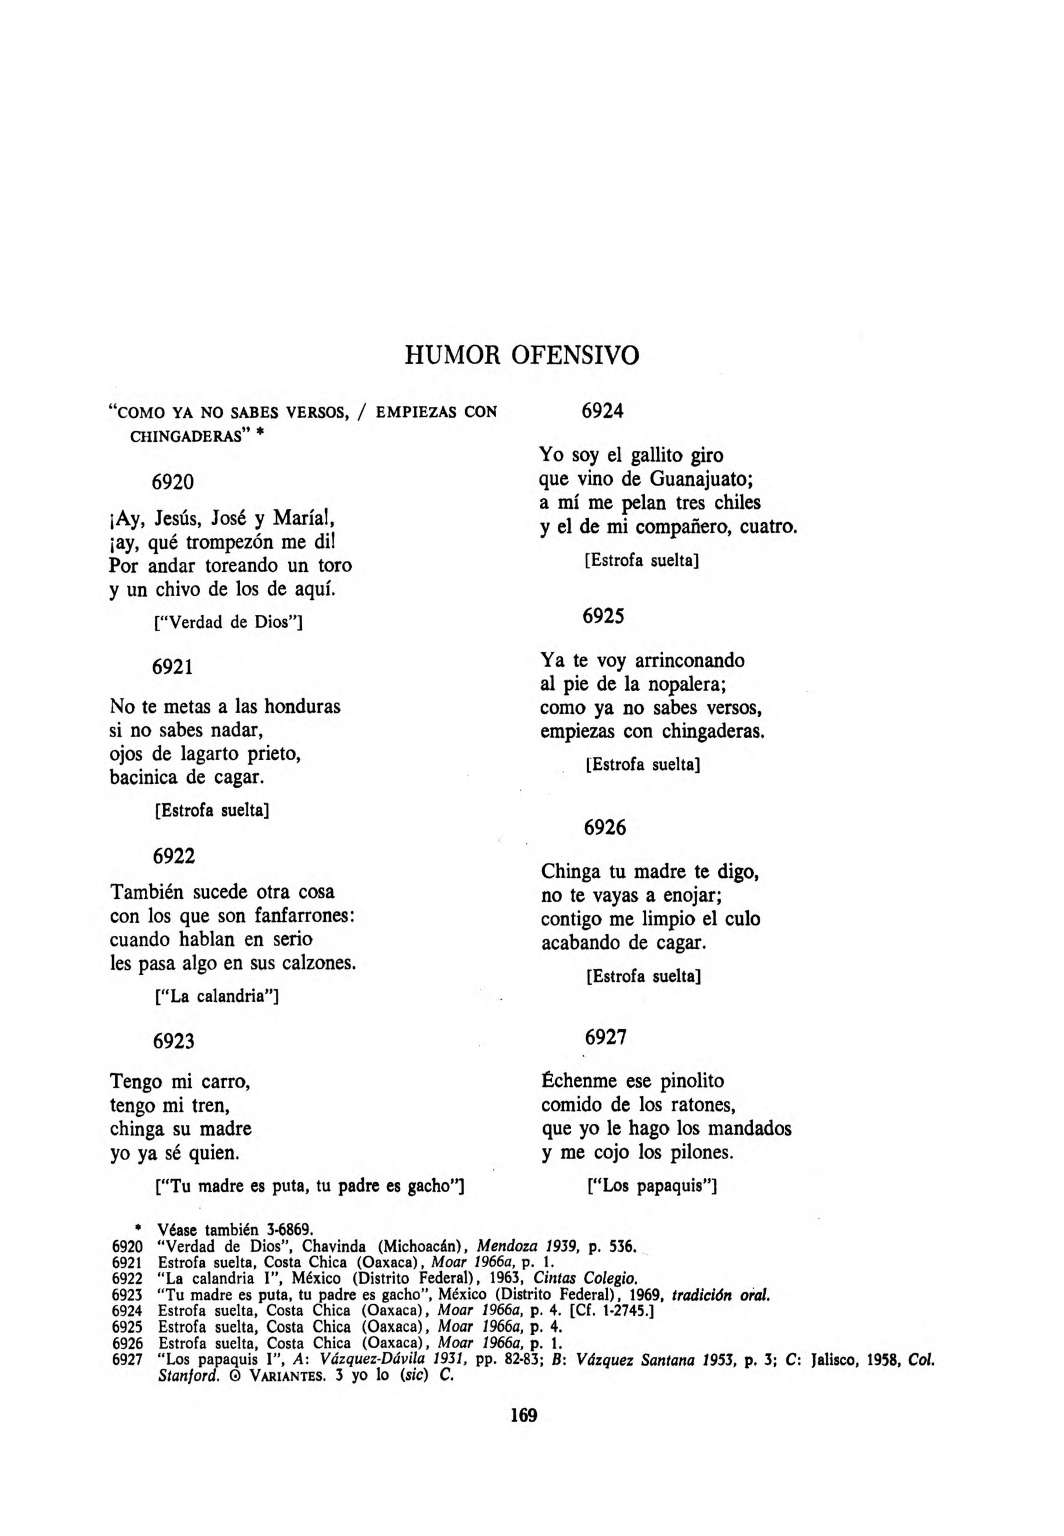 HUMOR OFENSIVO
“COMO YA NO SABES VERSOS, / EMPIEZAS CON
CHINGADERAS” *
6920
¡Ay, Jesús, José y María!,
¡ay, qué trompezón me di!
Por andar toreando un toro
y un chivo de los de aquí.
[“Verdad de Dios”]
6921
No te metas a las honduras
si no sabes nadar,
ojos de lagarto prieto,
bacinica de cagar.
[Estrofa suelta]
6922
También sucede otra cosa
con los que son fanfarrones:
cuando hablan en serio
les pasa algo en sus calzones.
[“La calandria”]
6923
Tengo mi carro,
tengo mi tren,
chinga su madre
yo ya sé quien.
[“Tu madre es puta, tu padre es gacho”]
6924
Yo soy el gallito giro
que vino de Guanajuato;
a mí me pelan tres chiles
y el de mi compañero, cuatro.
[Estrofa suelta]
6925
Ya te voy arrinconando
al pie de la nopalera;
como ya no sabes versos,
empiezas con chingaderas.
[Estrofa suelta]
6926
Chinga tu madre te digo,
no te vayas a enojar;
contigo me limpio el culo
acabando de cagar.
[Estrofa suelta]
6927
Échenme ese pinolito
comido de los ratones,
que yo le hago los mandados
y me cojo los pilones.
[“Los papaquis”]
* Véase también 3-6869.
6920 “Verdad de Dios”, Chavinda (Michoacán), Mendoza 1939, p. 536.
6921 Estrofa suelta, Costa Chica (Oaxaca), Moar 1966a, p. 1.
6922 “La calandria I”, México (Distrito Federal), 1963, Cintas Colegio.
6923 “Tu madre es puta, tu padre es gacho”, México (Distrito Federal), 1969, tradición oral.
6924 Estrofa suelta, Costa Chica (Oaxaca), Moar 1966a, p. 4. [Cf. 1-2745.]
6925 Estrofa suelta, Costa Chica (Oaxaca), Moar 1966a, p. 4.
6926 Estrofa suelta, Costa Chica (Oaxaca), Moar 1966a, p. 1.
6927 “Los papaquis I”, A: Vázquez-Dávila 1931, pp. 82-83; B: Vázquez Santana 1953, p. 3; C: Jalisco, 1958, Col.
Stanford. ⊙ VARIANTES. 3 yo lo (sic) C.
169